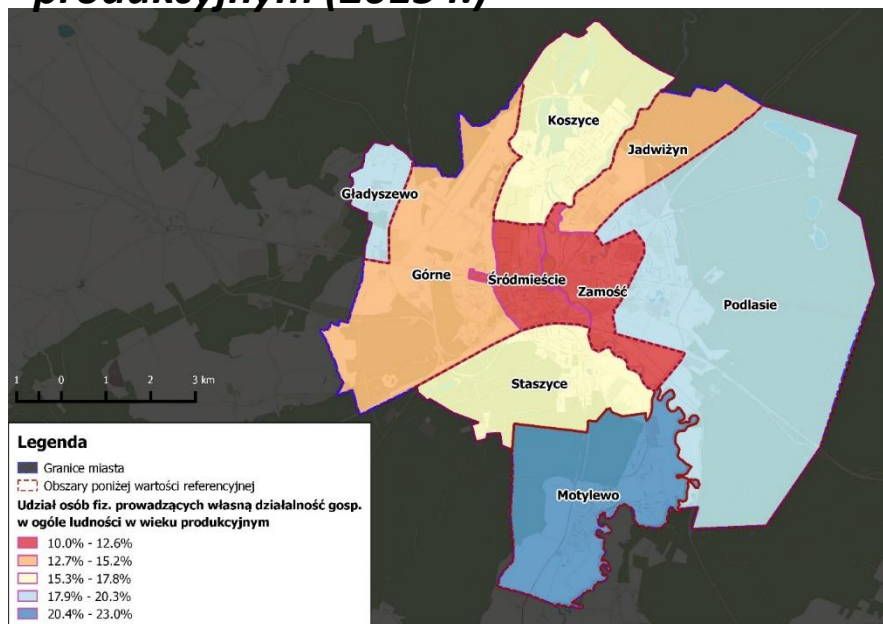 produkcyjnym (2015 r.)
Koszyce
Jadwiżyn
Gładyszewo
Górne
Śródmieście
Zamość
Podlasie
Staszyce
Motylewo
1 0 1 2 3 km
Legenda
Granice miasta
Obszary poniżej wartości referencyjnej
Udział osób fiz. prowadzących własną działalność gosp.
w ogóle ludności w wieku produkcyjnym
10.0% - 12.6%
12.7% - 15.2%
15.3% - 17.8%
17.9% - 20.3%
20.4% - 23.0%